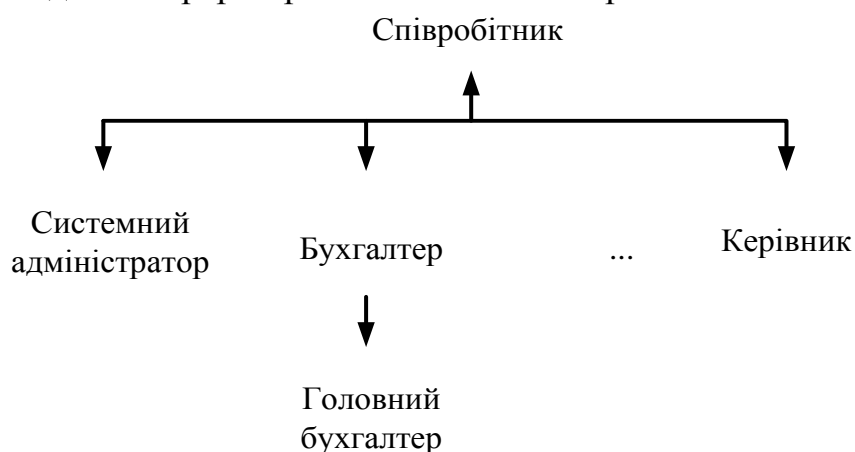 Співробітник
Системний
адміністратор
Бухгалтер
...
Керівник
Головний
бухгалтер